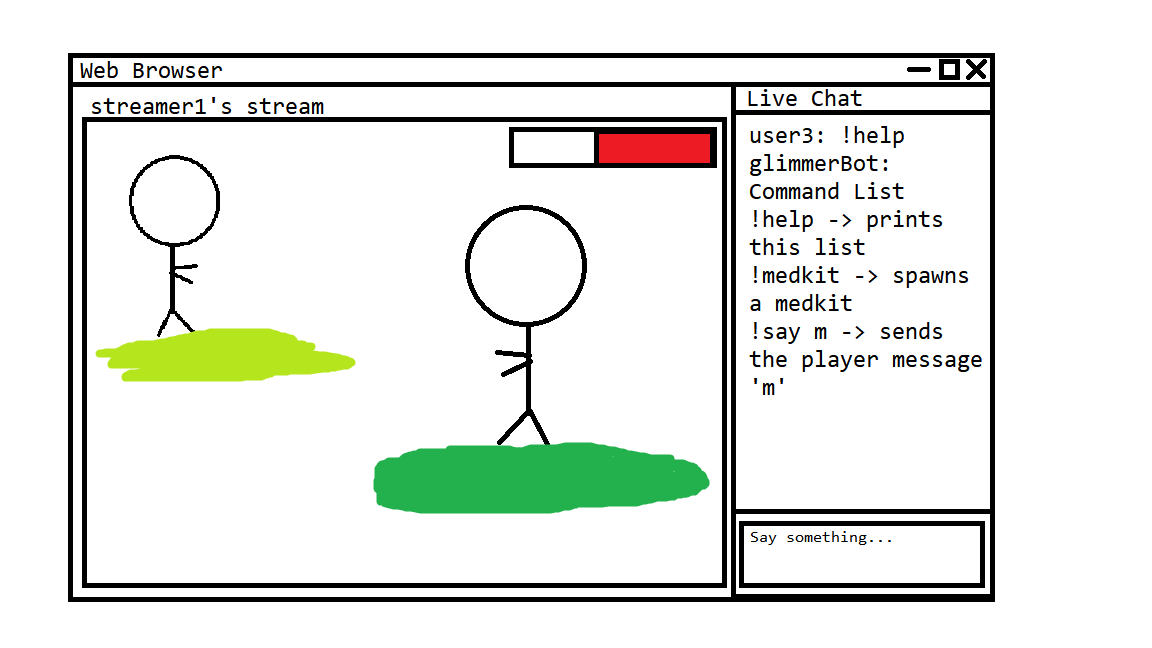 Web Browser
streamer1's stream
Live Chat
user3: !help
glimmerBot:
Command List
!help -> prints
this list
!medkit -> spawns
a medkit
!say m -> sends
the player message
'm'
Say something...